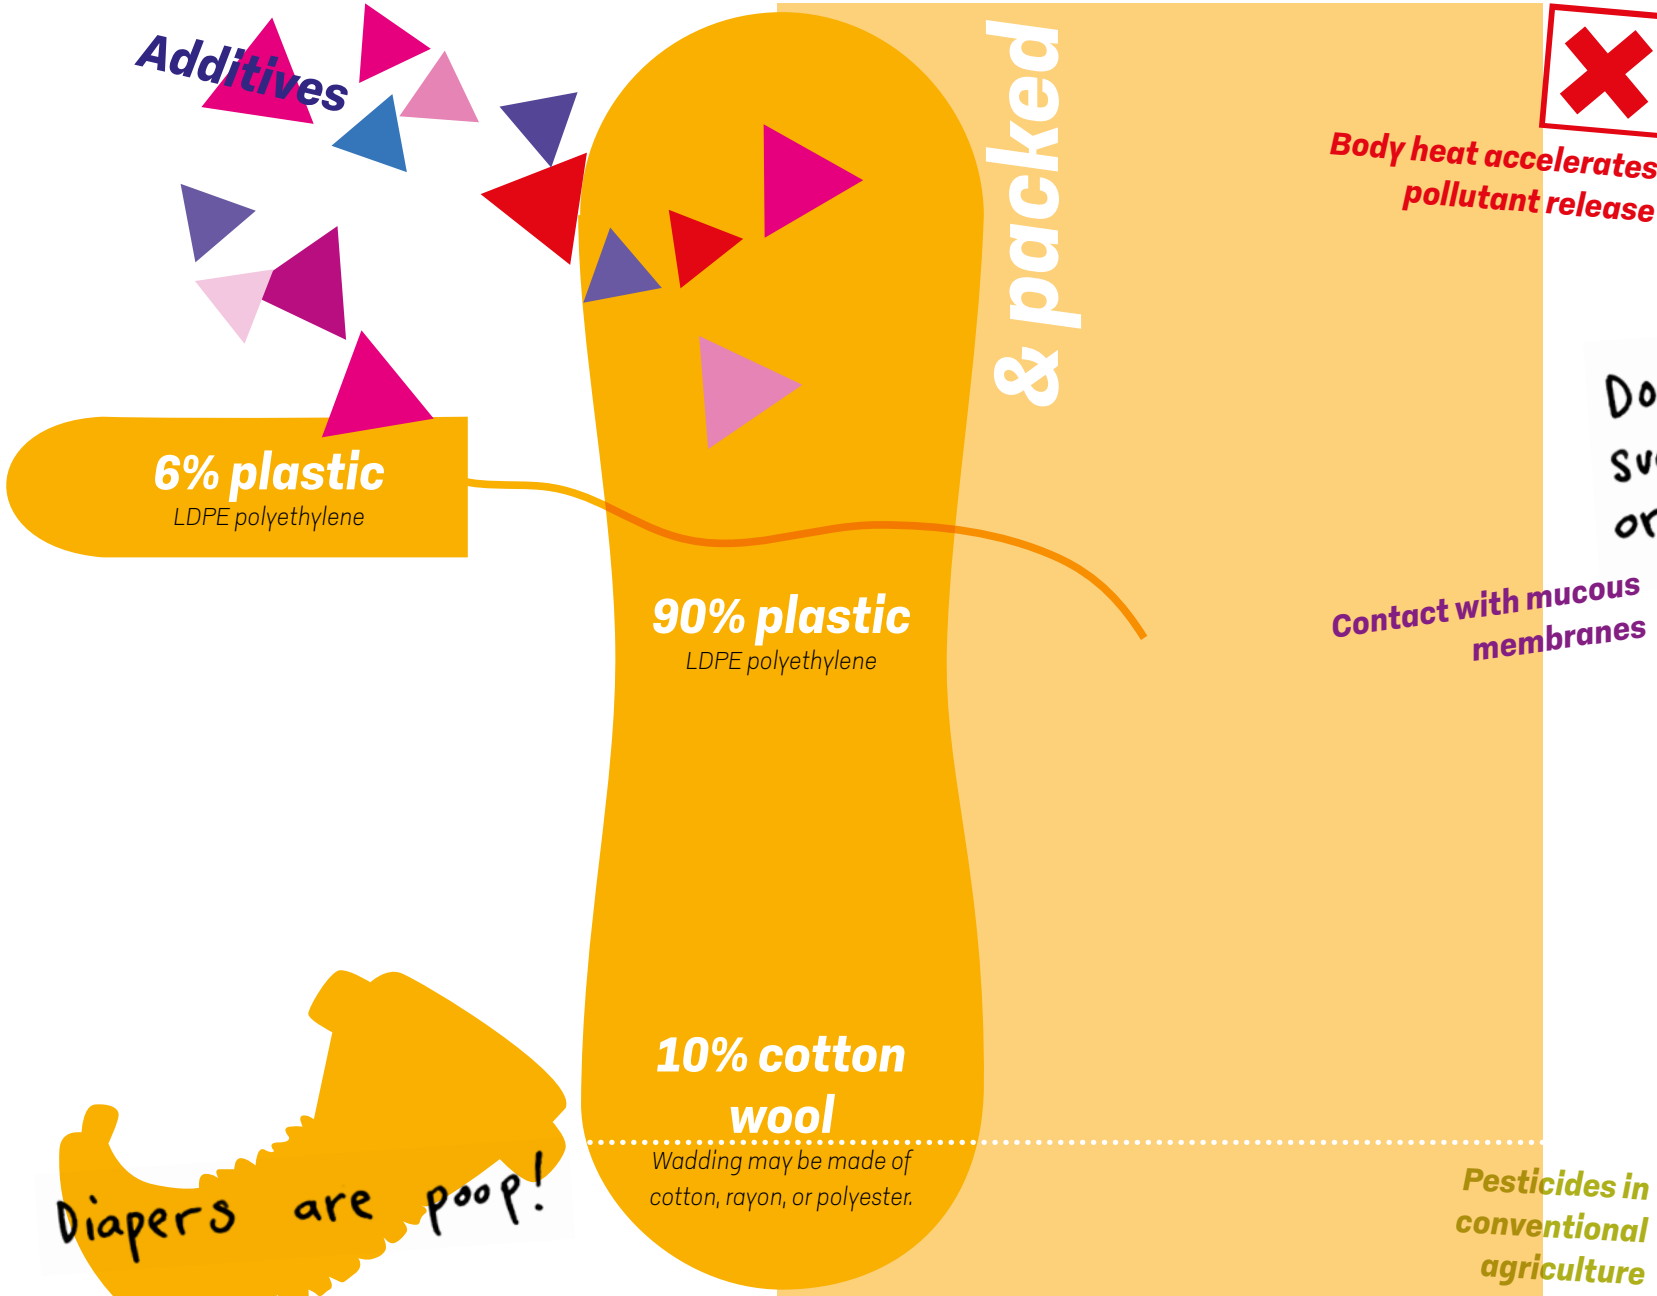 Additives
& packed
Body heat accelerates
pollutant release
Do
or
6% plastic
LDPE polyethylene
90% plastic
LDPE polyethylene
Contact with mucous
membranes
10% cotton
wool
Wadding may be made of
cotton, rayon, or polyester.
Diapers are poop!
Pesticides in
conventional
agriculture